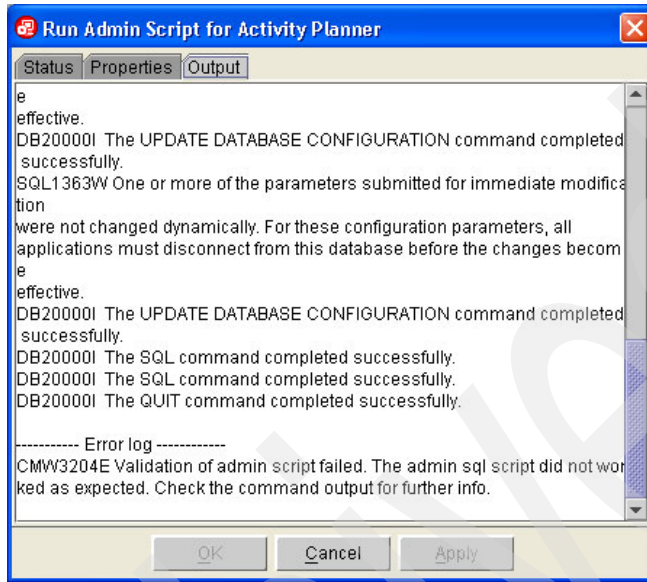 Run Admin Script for Activity Planner
Status Properties Output
e
effective.
DB20000I The UPDATE DATABASE CONFIGURATION command completed
successfully.
SQL1363W One or more of the parameters submitted for immediate modifica
tion
were not changed dynamically. For these configuration parameters, all
applications must disconnect from this database before the changes becom
e
effective.
DB20000I The UPDATE DATABASE CONFIGURATION command completed
successfully.
DB20000I The SQL command completed successfully.
DB20000I The SQL command completed successfully.
DB20000I The QUIT command completed successfully.
----------- Error log ------------
CMW3204E Validation of admin script failed. The admin sql script did not wor
ked as expected. Check the command output for further info.
OK Cancel Apply